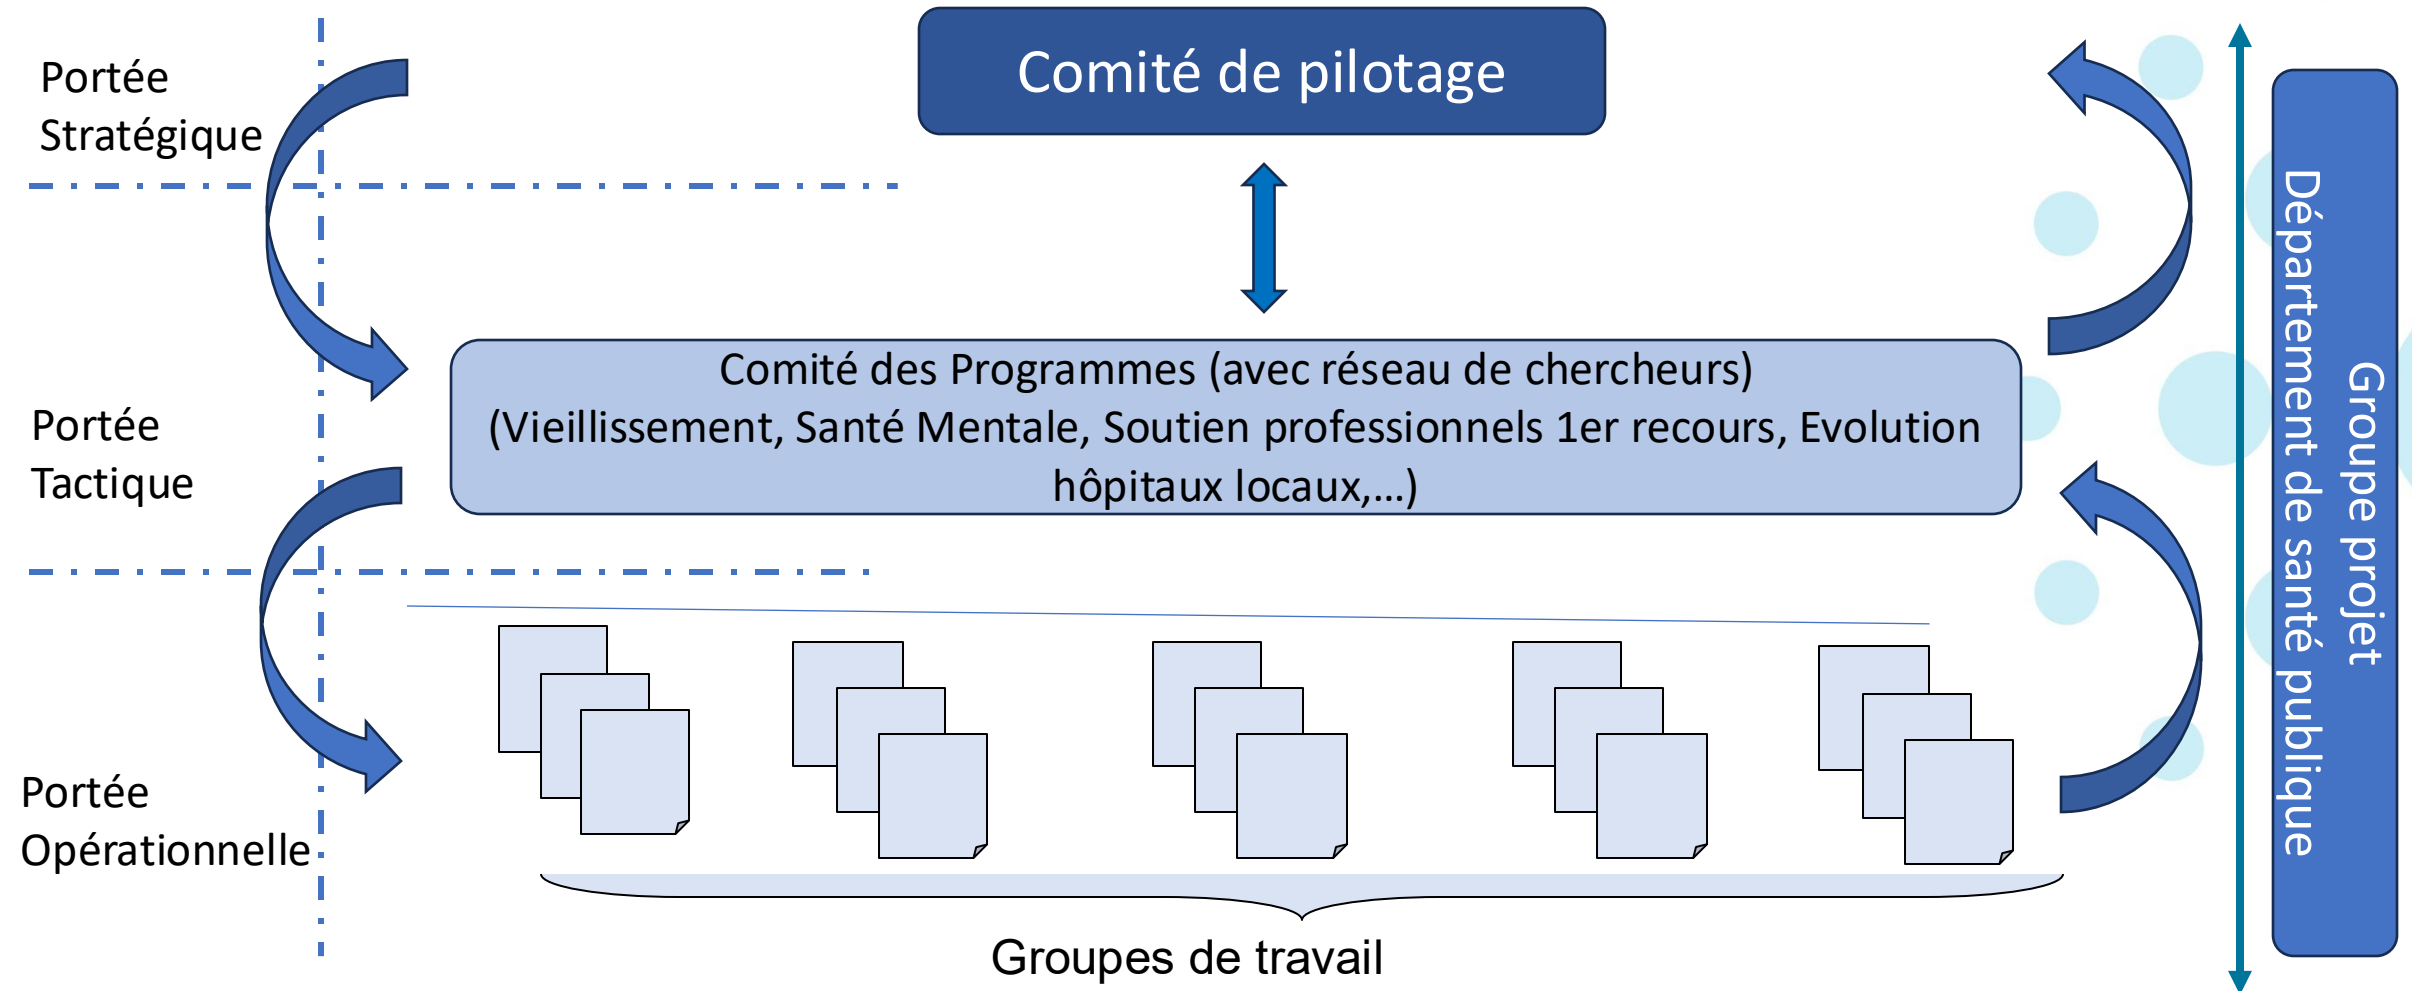 Portée
Stratégique
Comité de pilotage
Portée
Tactique
Comité des Programmes (avec réseau de chercheurs)
(Vieillissement, Santé Mentale, Soutien professionnels 1er recours, Evolution
hôpitaux locaux,...)
Portée
Opérationnelle
Groupes de travail
Groupe projet
Département de santé publique